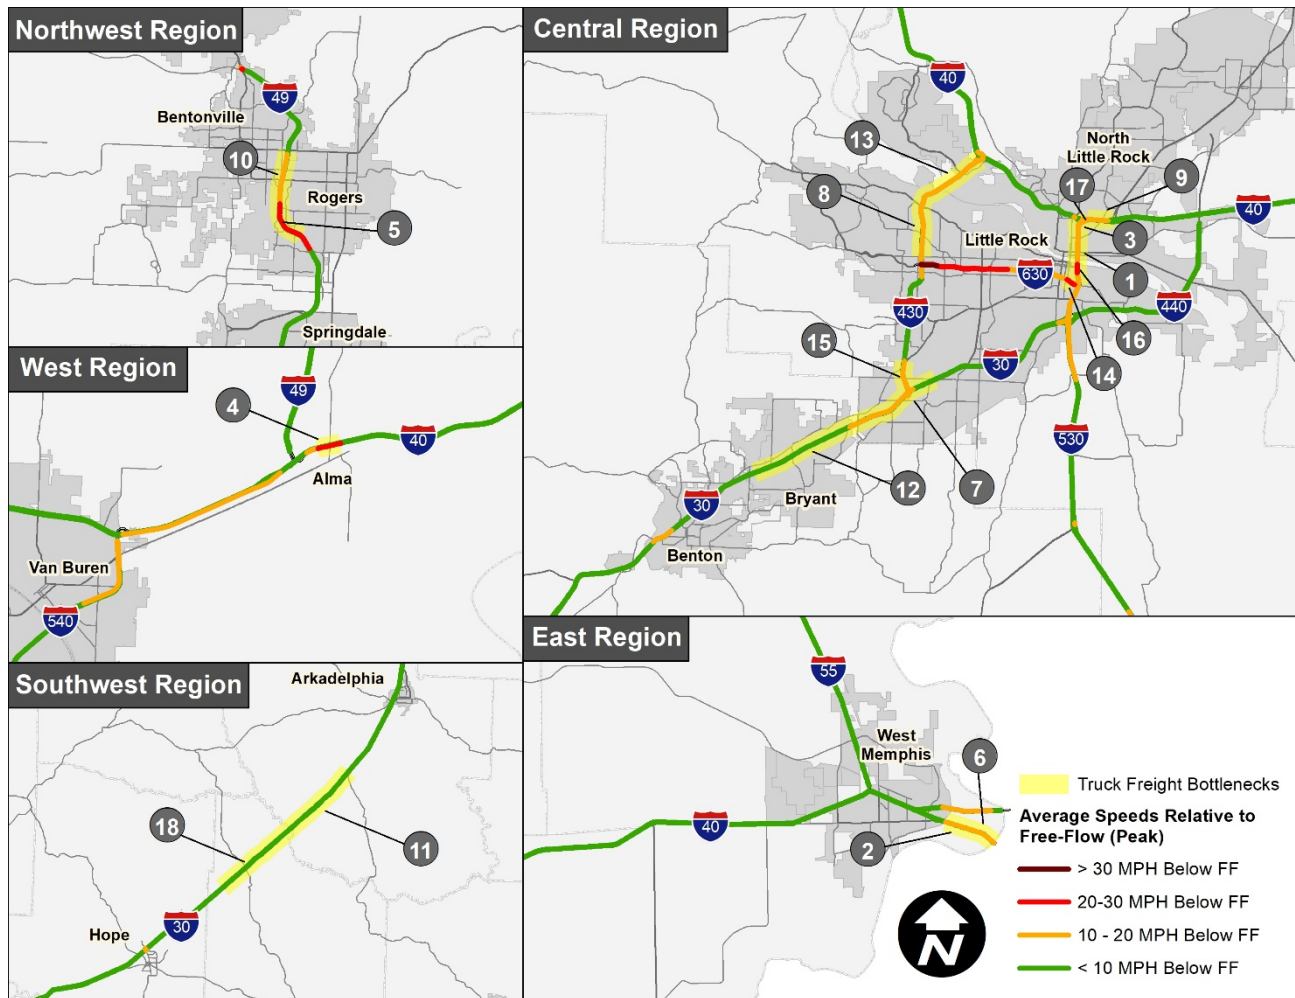 Northwest Region
49
Bentonville
10
Rogers
5
Springdale
West Region
49
4
40
Alma
Van Buren
540
Southwest Region
Arkadelphia
18
11
30
Hope
Central Region
40
13
North
Little Rock
17
9
8
40
Little Rock
3
630
1
430
440
15
16
30
14
530
12
7
Bryant
30
Benton
East Region
55
West
Memphis
6
40
2
Truck Freight Bottlenecks
Average Speeds Relative to
Free-Flow (Peak)
> 30 MPH Below FF
20-30 MPH Below FF
10 - 20 MPH Below FF
< 10 MPH Below FF
N